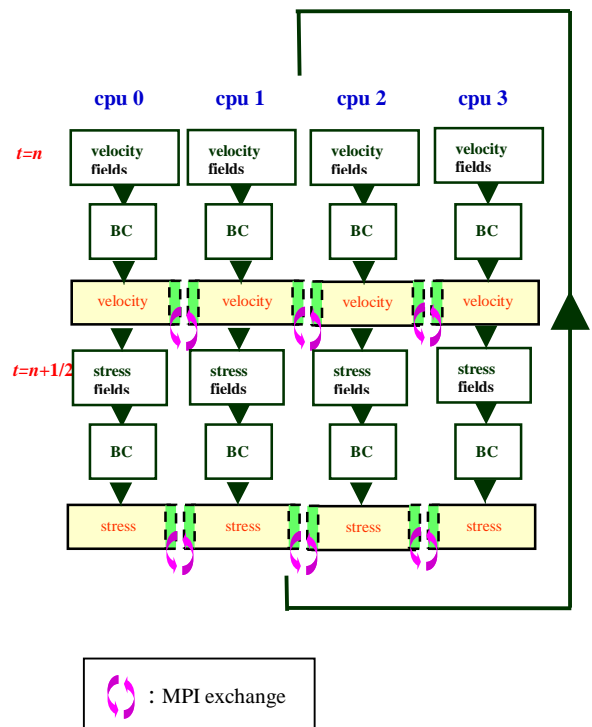 cpu 0 cpu 1 cpu 2 cpu 3
t=n
velocity fields
velocity fields
velocity fields
velocity fields
BC BC BC BC
velocity velocity velocity velocity
t=n+1/2
stress fields
stress fields
stress fields
stress fields
BC BC BC BC
stress stress stress stress
: MPI exchange